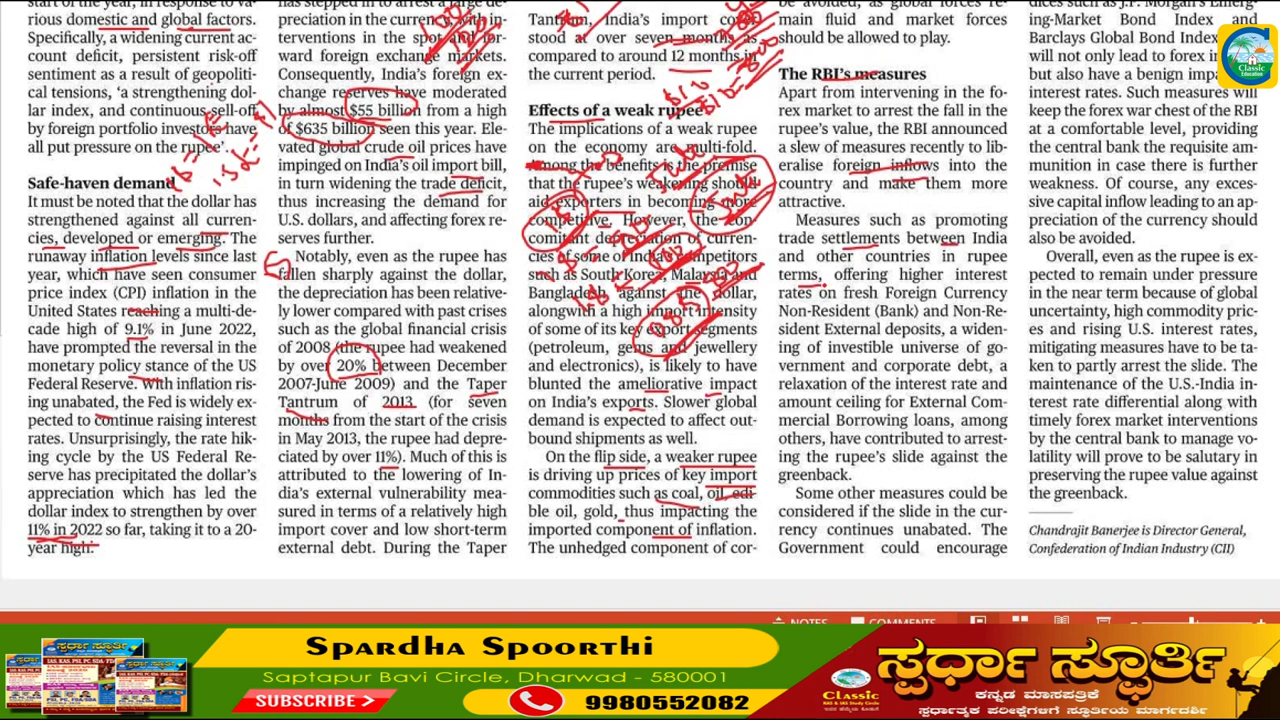 start of the year, in response to va-
rious domestic and global factors.
Specifically, a widening current ac-
count deficit, persistent risk-off
sentiment as a result of geopoliti-
cal tensions, 'a strengthening dol-
lar index, and continuous sell-off
by foreign portfolio investors have
all put pressure on the rupee'.
Safe-haven demand
It must be noted that the dollar has
strengthened against all curren-
cies, developed or emerging. The
runaway inflation levels since last
year, which have seen consumer
price index (CPI) inflation in the
United States reaching a multi-de-
cade high of 9.1% in June 2022,
have prompted the reversal in the
monetary policy stance of the US
Federal Reserve. With inflation ris-
ing unabated, the Fed is widely ex-
pected to continue raising interest
rates. Unsurprisingly, the rate hik-
ing cycle by the US Federal Re-
serve has precipitated the dollar's
appreciation which has led the
dollar index to strengthen by over
11% in 2022 so far, taking it to a 20-
year high.
has stepped in to arrest a large de-
preciation in the currency, with in-
terventions in the spot and for-
ward foreign exchange markets.
Consequently, India's foreign ex-
change reserves have moderated
by almost $55 billion from a high
of $635 billion seen this year. Ele-
vated global crude oil prices have
impinged on India's oil import bill,
in turn widening the trade deficit,
thus increasing the demand for
U.S. dollars, and affecting forex re-
serves further.
Notably, even as the rupee has
fallen sharply against the dollar,
the depreciation has been relative-
ly lower compared with past crises
such as the global financial crisis
of 2008 (the rupee had weakened
by over 20% between December
2007-June 2009) and the Taper
Tantrum of 2013 (for seven
months from the start of the crisis
in May 2013, the rupee had depre-
ciated by over 11%). Much of this is
attributed to the lowering of In-
dia's external vulnerability mea-
sured in terms of a relatively high
import cover and low short-term
external debt. During the Taper
Tantrum, India's import cover
stood at over seven months as
compared to around 12 months in
the current period.
Effects of a weak rupee
The implications of a weak rupee
on the economy are multi-fold.
Among the benefits is the premise
that the rupee's weakening should
aid exporters in becoming more
competitive. However, the con-
comitant depreciation of curren-
cies of some of India's competitors
such as South Korea, Malaysia and
Bangladesh against the dollar,
alongwith a high import intensity
of some of its key export segments
(petroleum, gems and jewellery
and electronics), is likely to have
blunted the ameliorative impact
on India's exports. Slower global
demand is expected to affect out-
bound shipments as well.
On the flip side, a weaker rupee
is driving up prices of key import
commodities such as coal, oil, edi-
ble oil, gold, thus impacting the
imported component of inflation.
The unhedged component of cor-
be avoided, as global forces re-
main fluid and market forces
should be allowed to play.
The RBI's measures
Apart from intervening in the fo-
rex market to arrest the fall in the
rupee's value, the RBI announced
a slew of measures recently to lib-
eralise foreign inflows into the
country and make them more
attractive.
Measures such as promoting
trade settlements between India
and other countries in rupee
terms, offering higher interest
rates on fresh Foreign Currency
Non-Resident (Bank) and Non-Re-
sident External deposits, a widen-
ing of investible universe of go-
vernment and corporate debt, a
relaxation of the interest rate and
amount ceiling for External Com-
mercial Borrowing loans, among
others, have contributed to arrest-
ing the rupee's slide against the
greenback.
Some other measures could be
considered if the slide in the cur-
rency continues unabated. The
Government could encourage
dices such as J.P. Morgan's Emerg-
ing-Market Bond Index and
Barclays Global Bond Index
will not only lead to forex
but also have a benign
interest rates. Such measures will
keep the forex war chest of the RBI
at a comfortable level, providing
the central bank the requisite am-
munition in case there is further
weakness. Of course, any exces-
sive capital inflow leading to an ap-
preciation of the currency should
also be avoided.
Overall, even as the rupee is ex-
pected to remain under pressure
in the near term because of global
uncertainty, high commodity pric-
es and rising U.S. interest rates,
mitigating measures have to be ta-
ken to partly arrest the slide. The
maintenance of the U.S.-India in-
terest rate differential along with
timely forex market interventions
by the central bank to manage vo-
latility will prove to be salutary in
preserving the rupee value against
the greenback.
Chandrajit Banerjee is Director General,
Confederation of Indian Industry (CII)
Classic
Education
NOTES
COMMENTS
Spardha Spoorthi
Saptapur Bavi Circle, Dharwad - 580001
SUBSCRIBE
9980552082
Classic
ಸ್ಪರ್ಧಾ ಸ್ಫೂರ್ತಿ
ಕನ್ನಡ ಮಾಸಪತ್ರಿಕೆ
ಸ್ಪರ್ಧಾತ್ಮಕ ಪರೀಕ್ಷೆಗಳಿಗೆ ಸ್ಫೂರ್ತಿಯ ಮಾರ್ಗದರ್ಶಿ